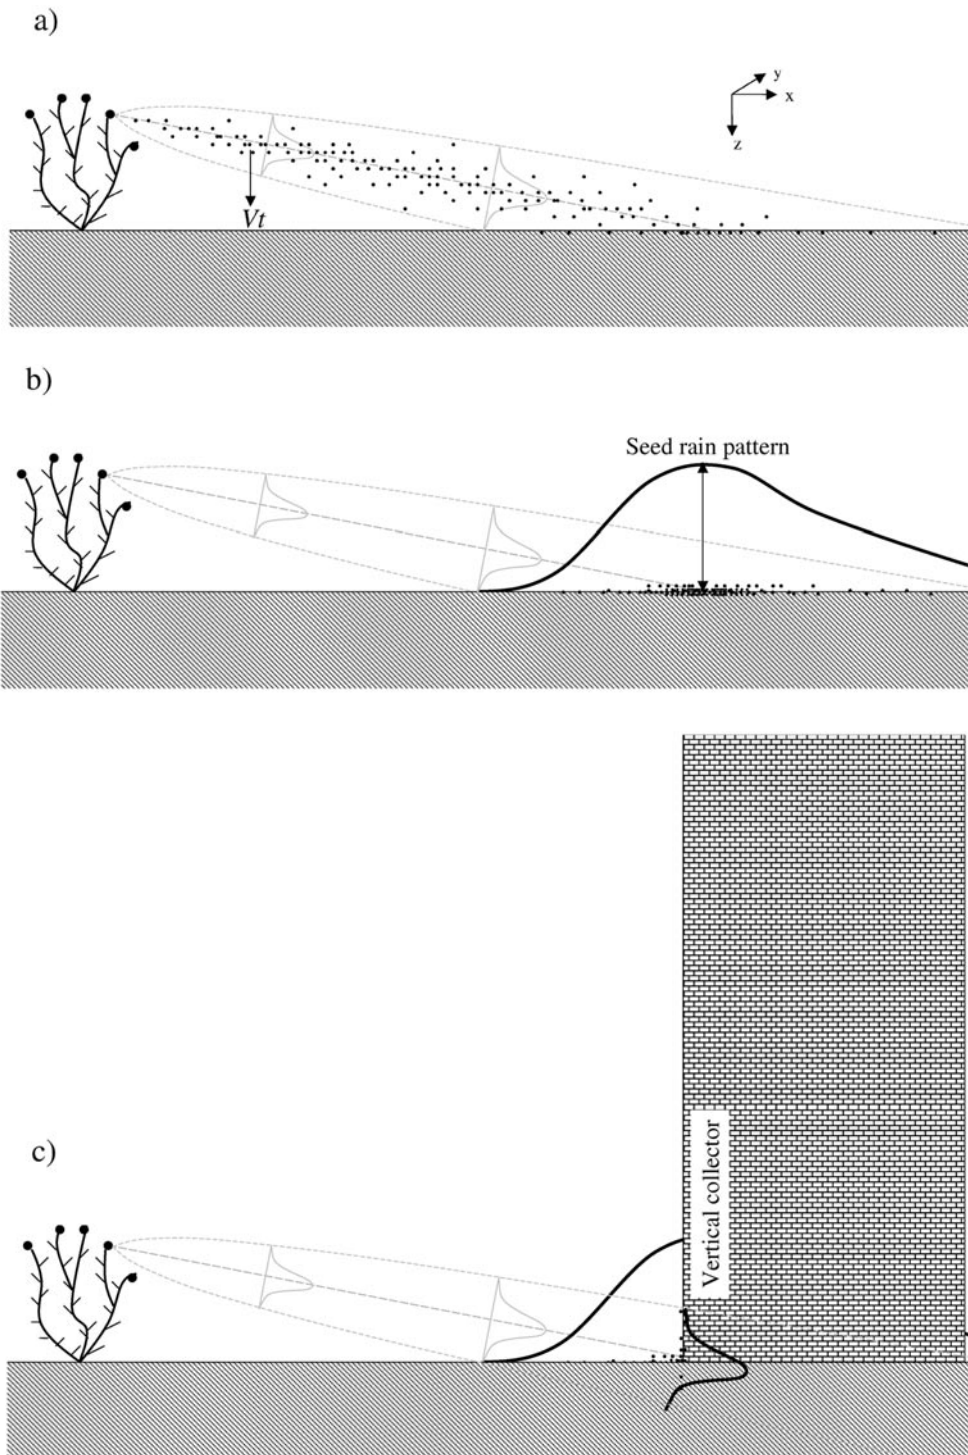 a)
y
x
z
Vt
b)
Seed rain pattern
c)
Vertical collector